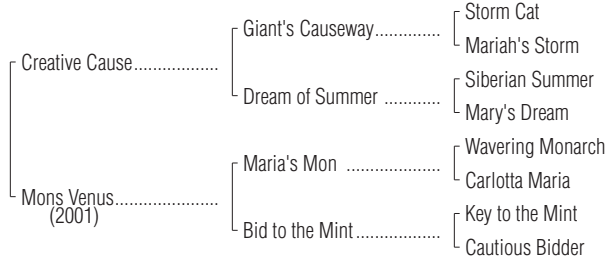 Storm Cat
Giant's Causeway..............
Mariah's Storm
Creative Cause..................
Siberian Summer
Dream of Summer ............
Mary's Dream
Wavering Monarch
Maria's Mon ....................
Carlotta Maria
Mons Venus......................
(2001)
Key to the Mint
Bid to the Mint..................
Cautious Bidder